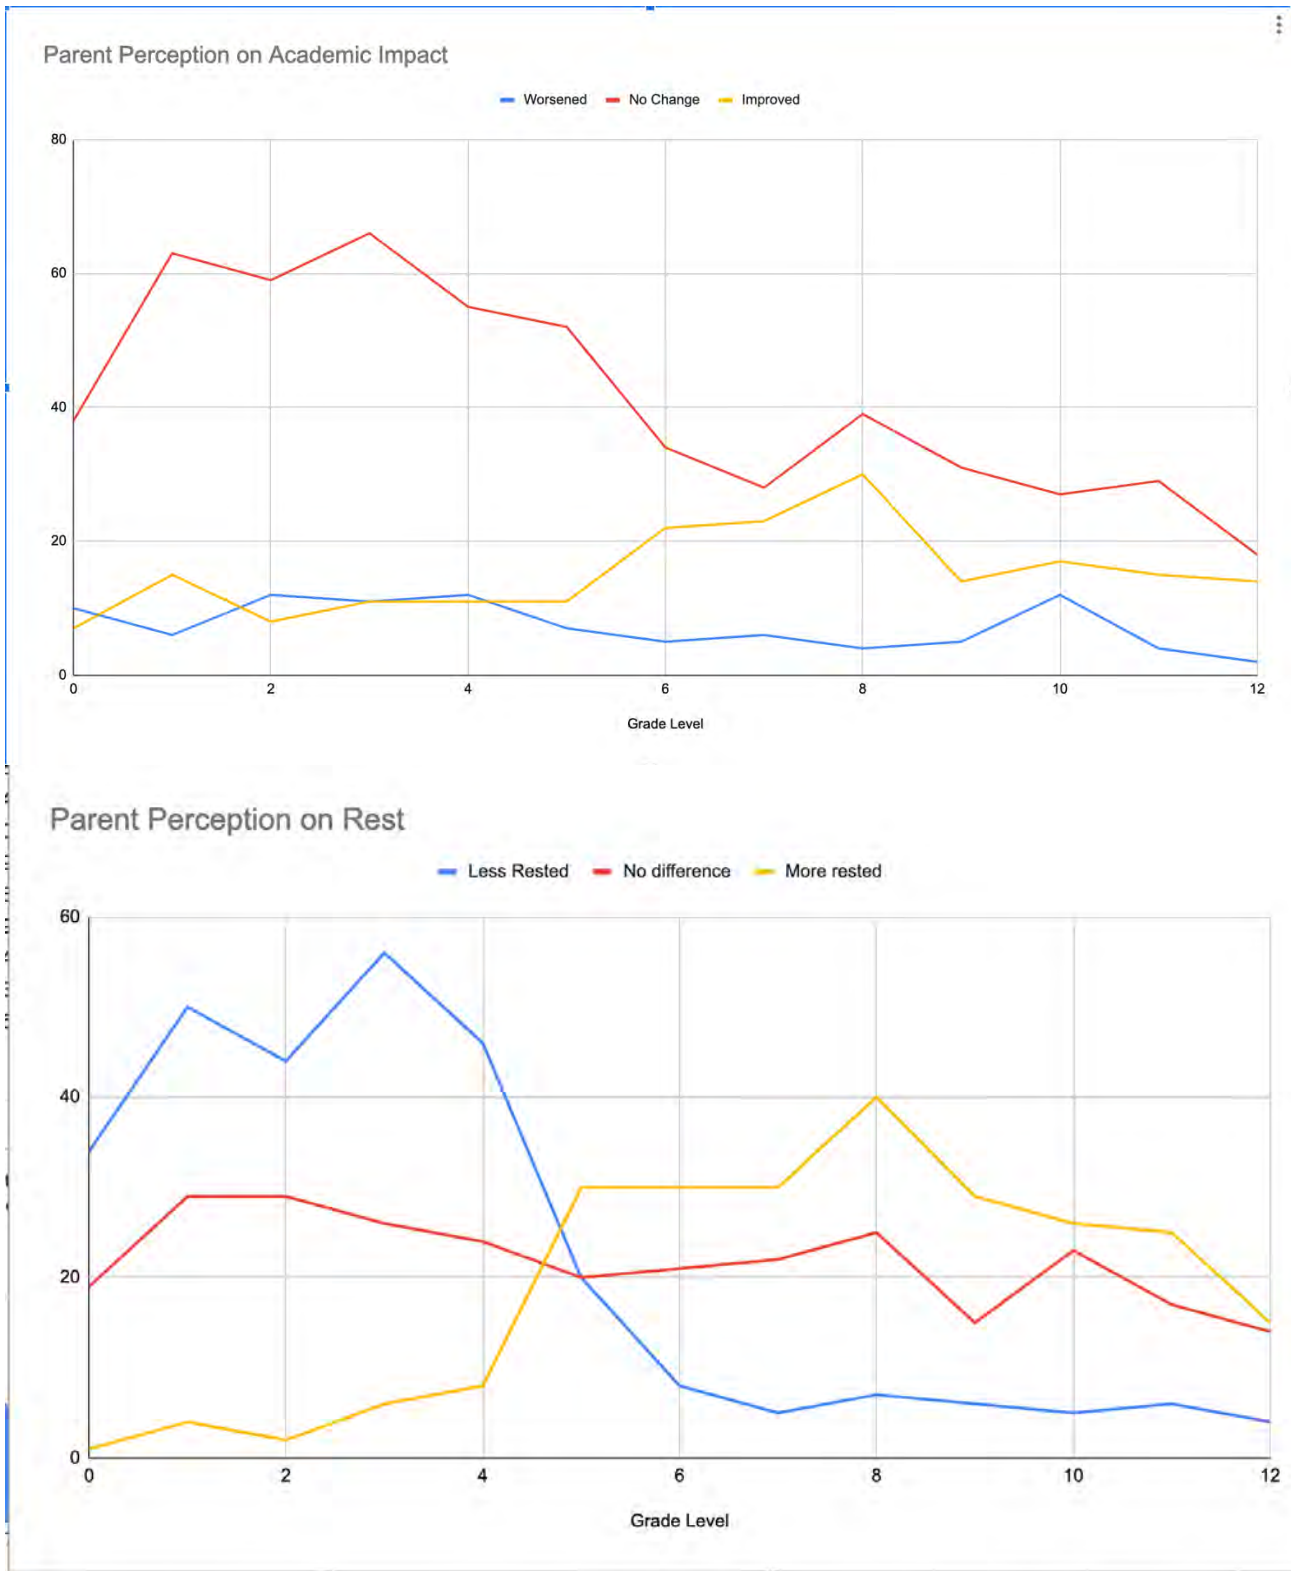 Parent Perception on Academic Impact
Worsened No Change Improved
80
60
40
20
0
0 2 4 6 8 10 12
Grade Level
Parent Perception on Rest
Less Rested No difference More rested
60
40
20
0
0 2 4 6 8 10 12
Grade Level